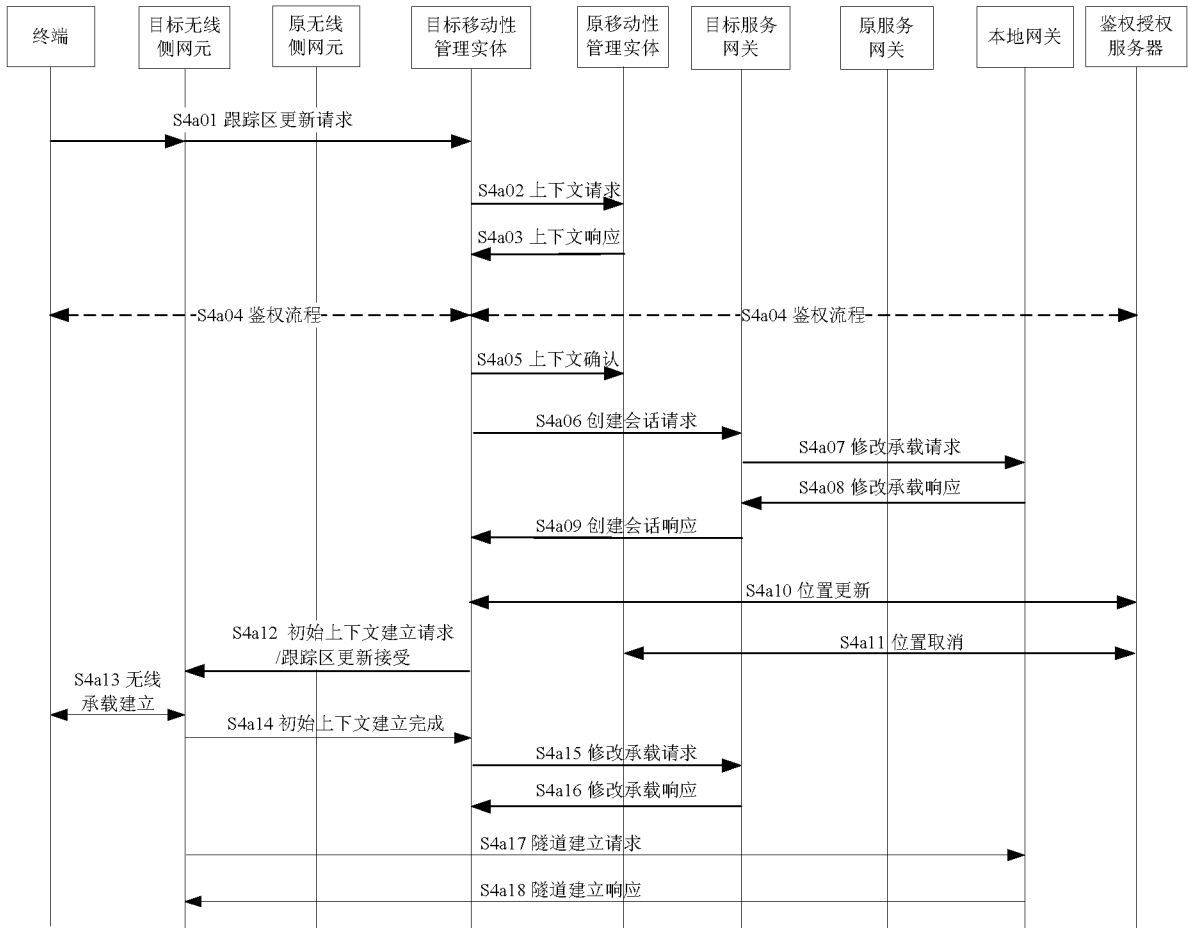 终端
目标无线
侧网元
原无线
侧网元
目标移动性
管理实体
原移动性
管理实体
目标服务
网关
原服务
网关
本地网关
鉴权授权
服务器
S4a01 跟踪区更新请求
S4a02 上下文请求
S4a03 上下文响应
S4a04 鉴权流程
S4a04 鉴权流程
S4a05 上下文确认
S4a06 创建会话请求
S4a07 修改承载请求
S4a08 修改承载响应
S4a09 创建会话响应
S4a10 位置更新
S4a12 初始上下文建立请求
/跟踪区更新接受
S4a11 位置取消
S4a13 无线
承载建立
S4a14 初始上下文建立完成
S4a15 修改承载请求
S4a16 修改承载响应
S4a17 隧道建立请求
S4a18 隧道建立响应